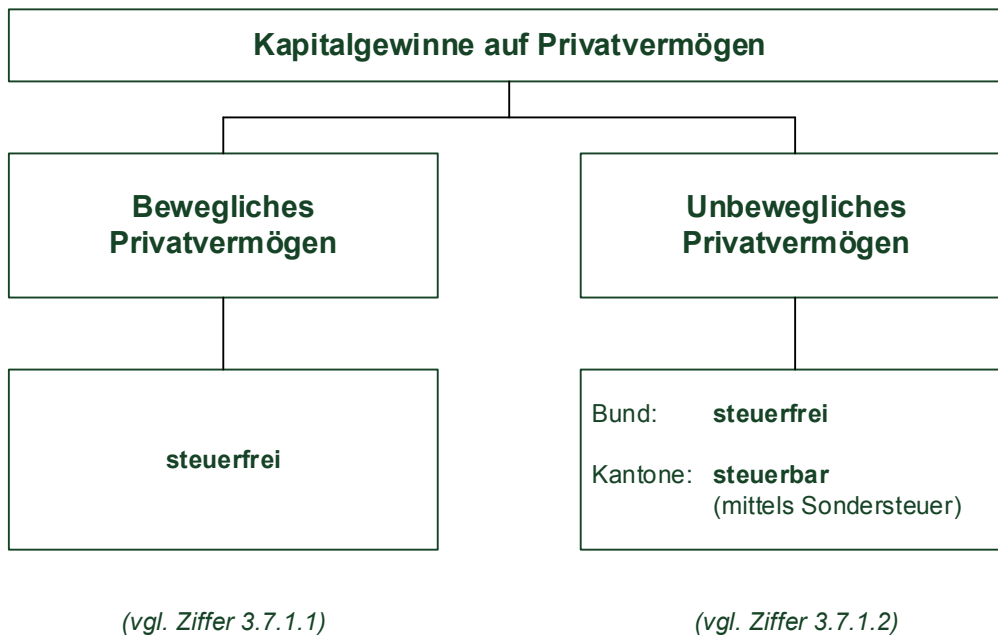 Kapitalgewinne auf Privatvermögen
Bewegliches
Privatvermögen
Unbewegliches
Privatvermögen
steuerfrei
Bund: steuerfrei
Kantone: steuerbar
(mittels Sondersteuer)
(vgl. Ziffer 3.7.1.1)
(vgl. Ziffer 3.7.1.2)